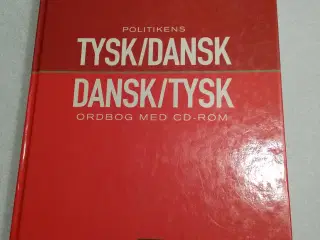 POLITIKENS
TYSK/DANSK
DANSK/TYSK
ORDBOG MED CD-ROM